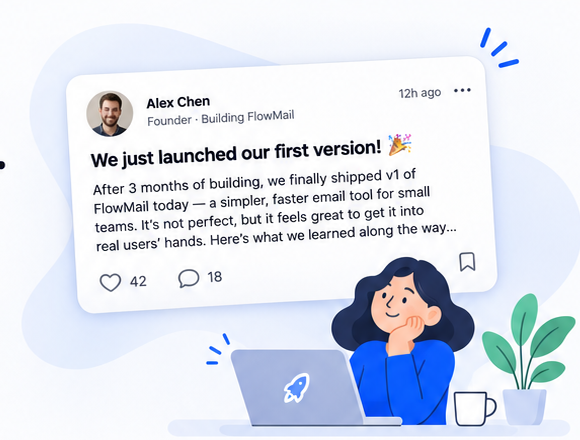 Alex Chen
12h ago
Founder · Building FlowMail
We just launched our first version! 🎉
After 3 months of building, we finally shipped v1 of
FlowMail today — a simpler, faster email tool for small
teams. It's not perfect, but it feels great to get it into
real users' hands. Here's what we learned along the way...
42
18